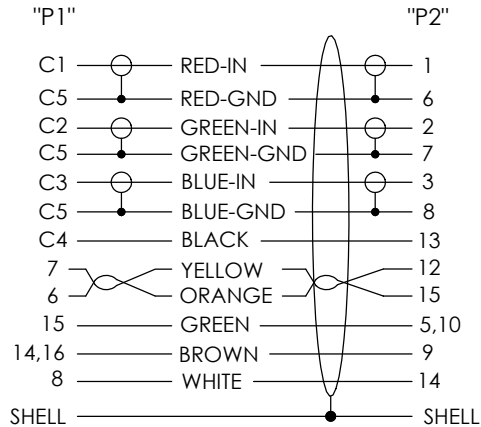 "P1" "P2"
C1 RED-IN 1
C5 RED-GND 6
C2 GREEN-IN 2
C5 GREEN-GND 7
C3 BLUE-IN 3
C5 BLUE-GND 8
C4 BLACK 13
7 YELLOW 12
6 ORANGE 15
15 GREEN 5,10
14,16 BROWN 9
8 WHITE 14
SHELL SHELL